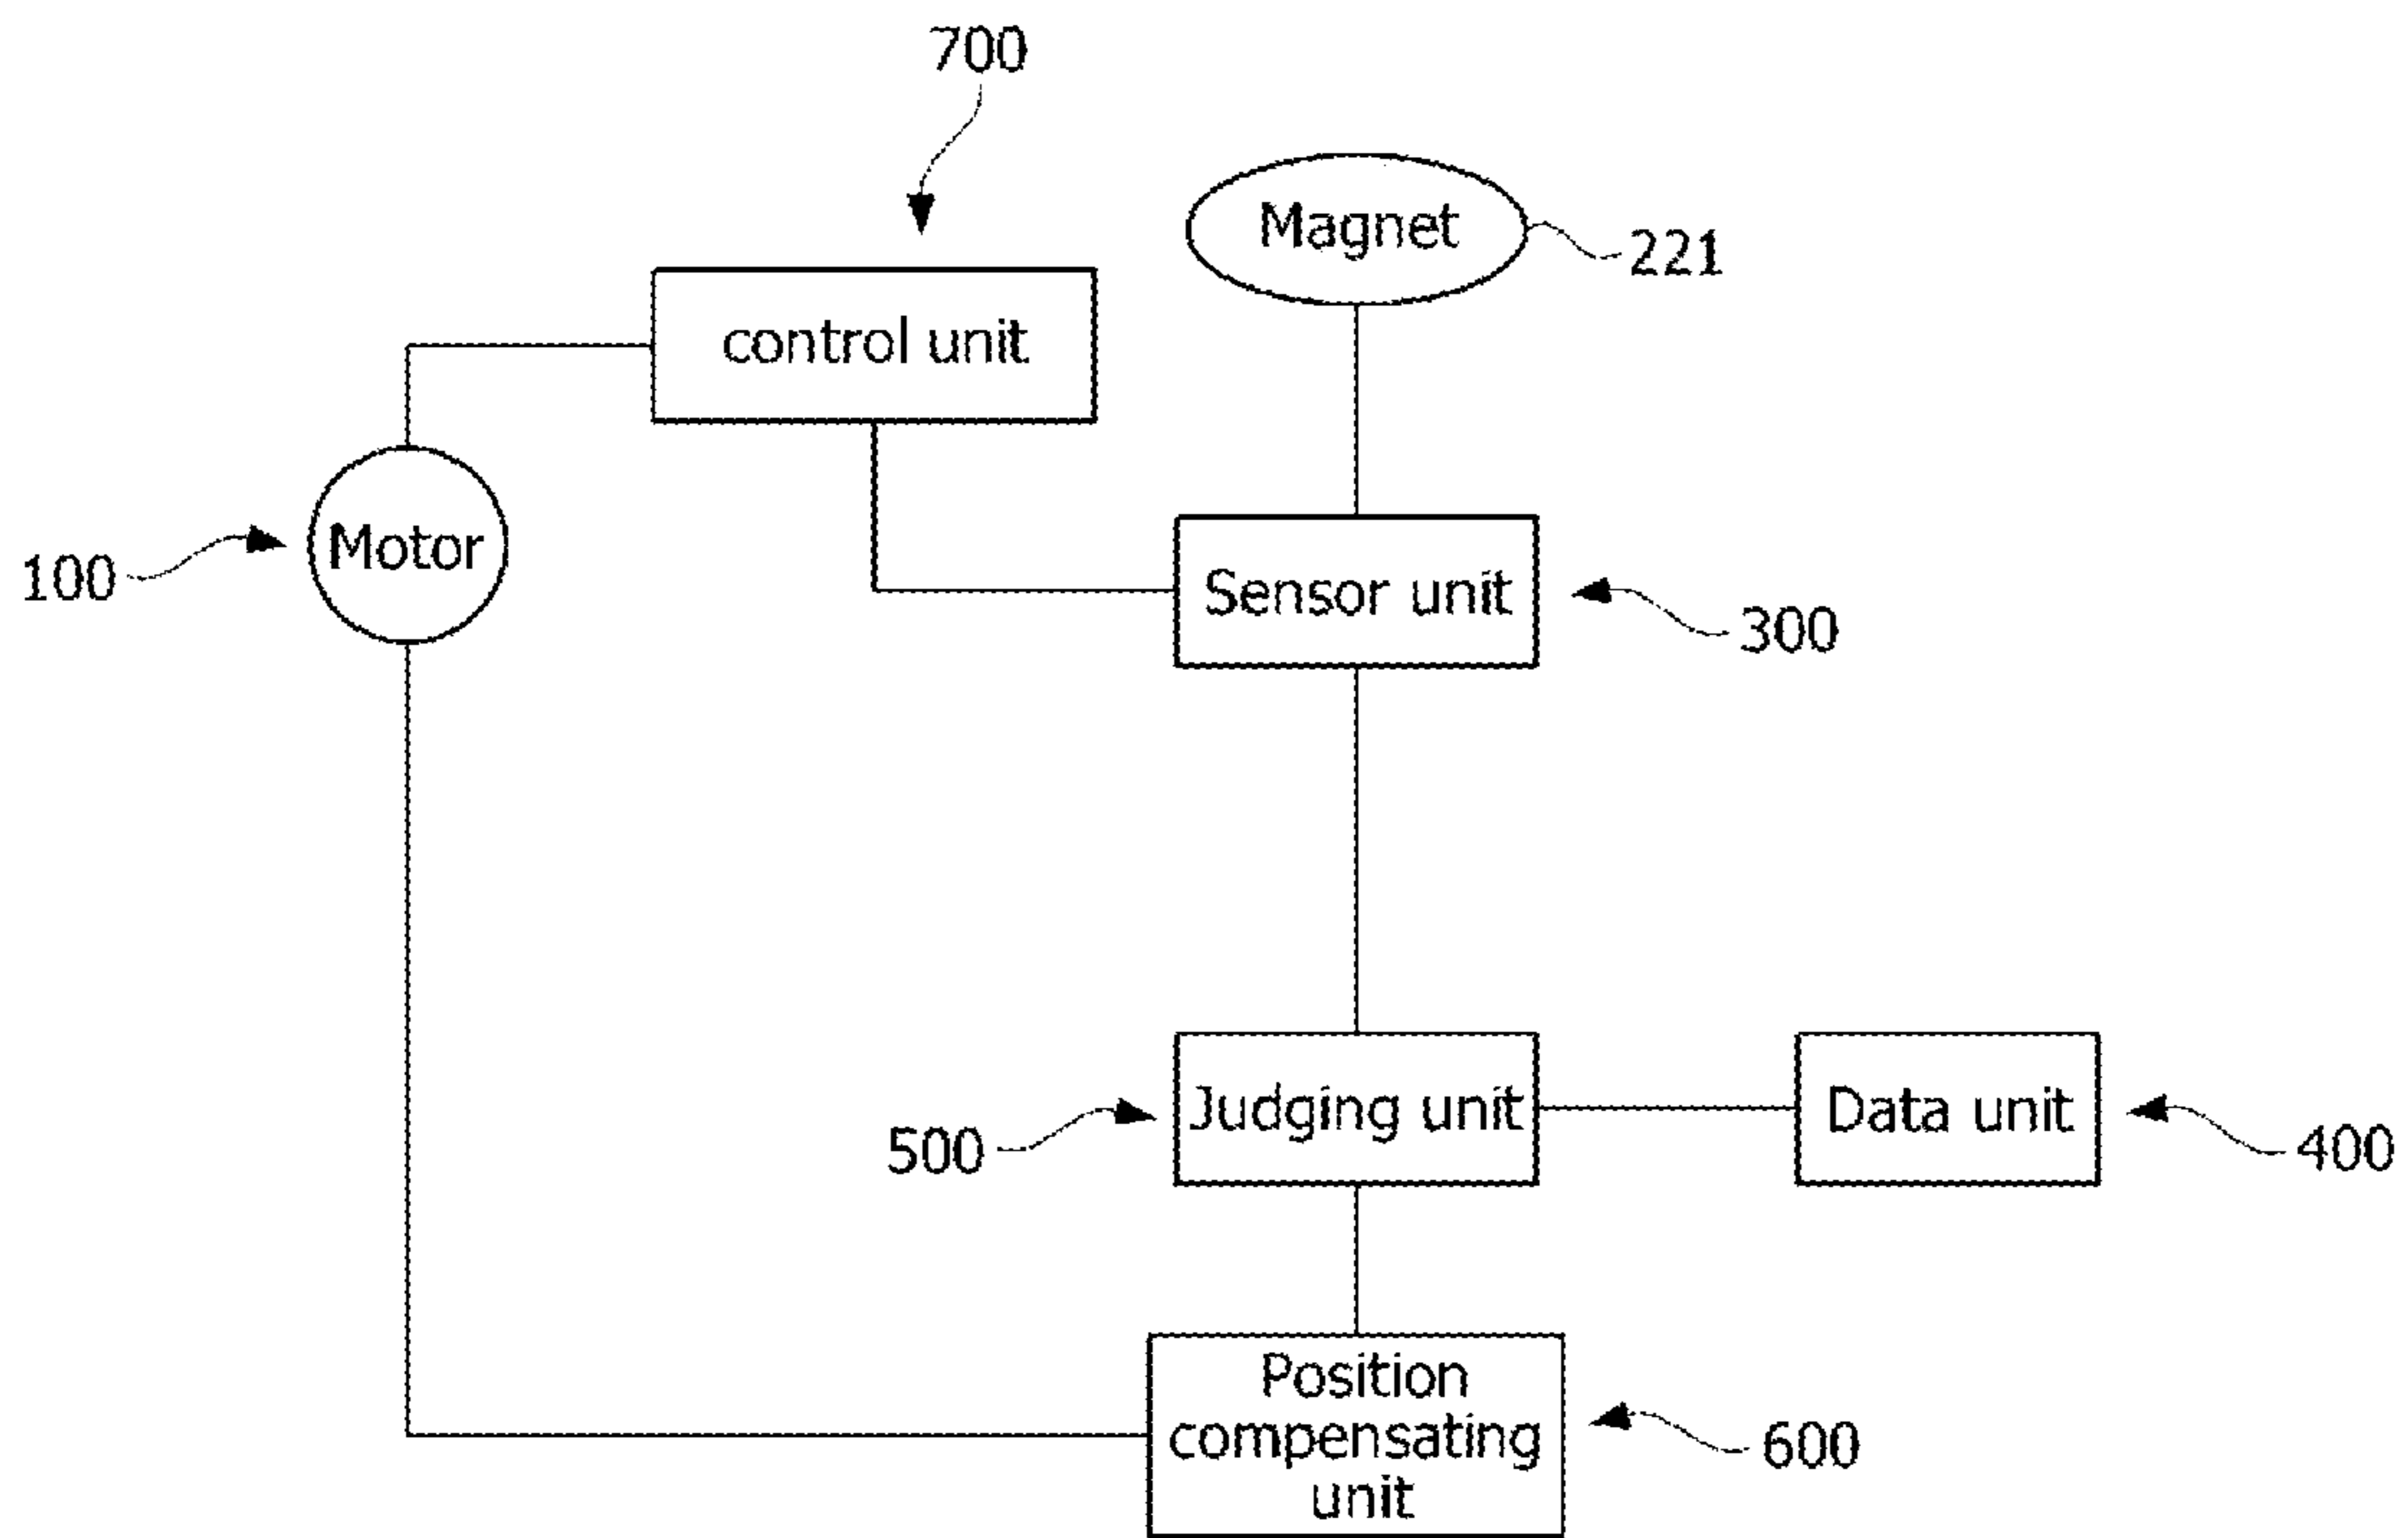 700
Magnet
221
control unit
Motor
100
Sensor unit
300
Judging unit
500
Data unit
400
Position
compensating
unit
600